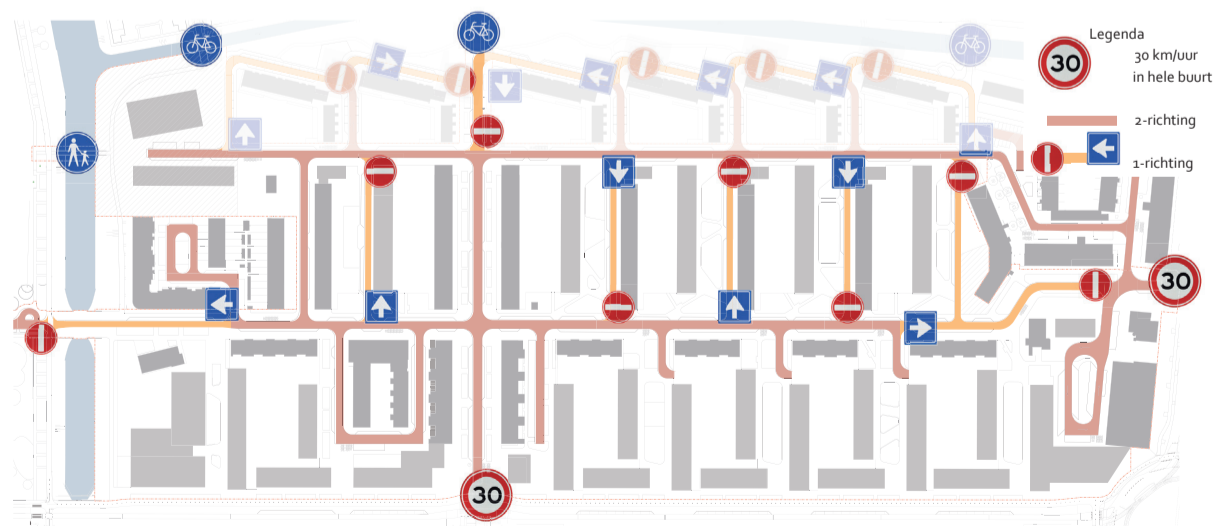 Legenda
30
30 km/uur
in hele buurt
2-richting
1-richting
30
30